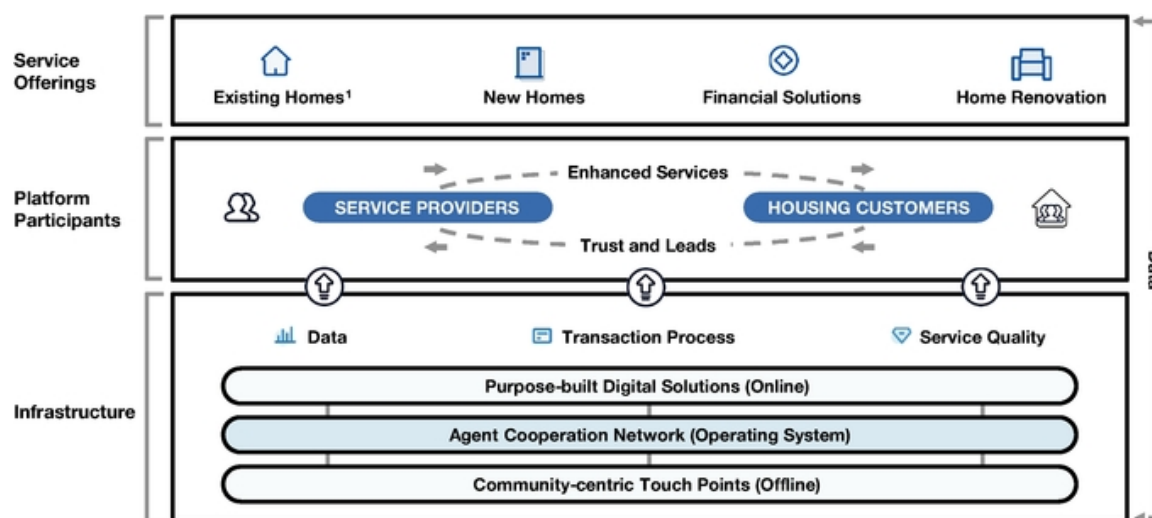 Service
Offerings
Existing Homes¹
New Homes
Financial Solutions
Home Renovation
Platform
Participants
Enhanced Services
SERVICE PROVIDERS
HOUSING CUSTOMERS
Trust and Leads
Infrastructure
Data
Transaction Process
Service Quality
Purpose-built Digital Solutions (Online)
Agent Cooperation Network (Operating System)
Community-centric Touch Points (Offline)